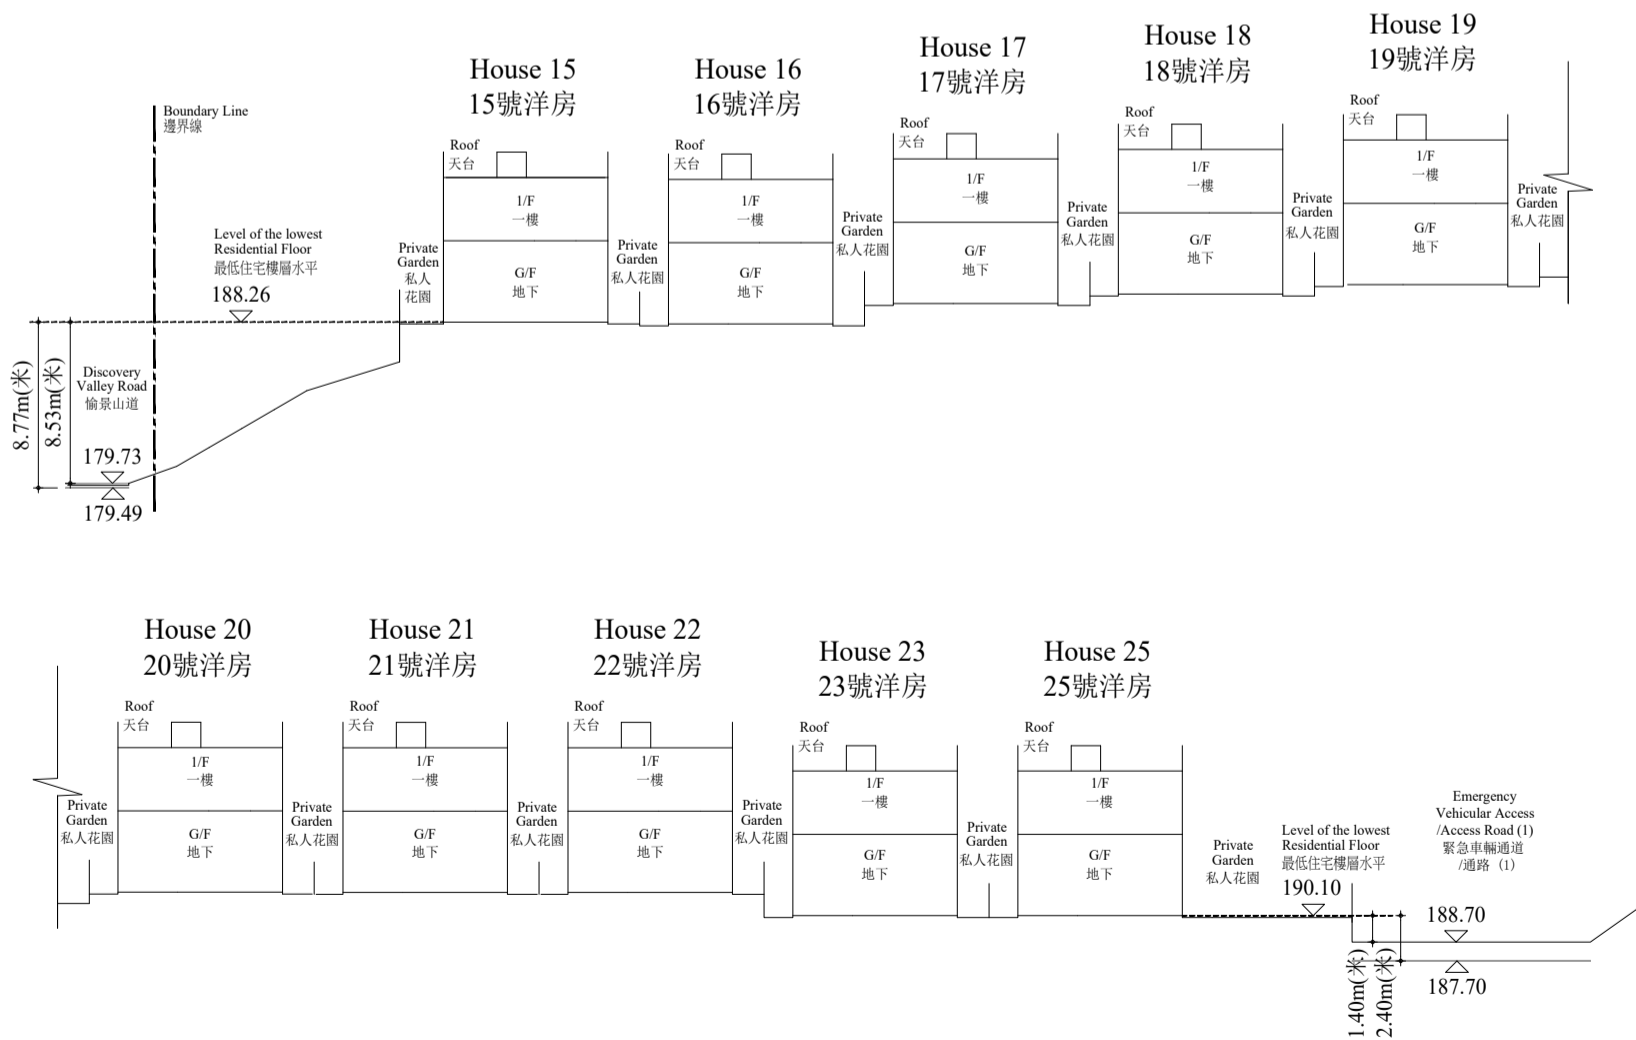 House 15
15號洋房
House 16
16號洋房
House 17
17號洋房
House 18
18號洋房
House 19
19號洋房
Boundary Line
邊界線
Roof
天台
1/F
一樓
G/F
地下
Roof
天台
1/F
一樓
G/F
地下
Roof
天台
1/F
一樓
G/F
地下
Roof
天台
1/F
一樓
G/F
地下
Roof
天台
1/F
一樓
G/F
地下
Level of the lowest
Residential Floor
最低住宅樓層水平
188.26
Private
Garden
私人
花園
Private
Garden
私人花園
Private
Garden
私人花園
Private
Garden
私人花園
Private
Garden
私人花園
Private
Garden
私人花園
8.77m(米)
8.53m(米)
Discovery
Valley Road
愉景山道
179.73
179.49
House 20
20號洋房
House 21
21號洋房
House 22
22號洋房
House 23
23號洋房
House 25
25號洋房
Roof
天台
1/F
一樓
G/F
地下
Roof
天台
1/F
一樓
G/F
地下
Roof
天台
1/F
一樓
G/F
地下
Roof
天台
1/F
一樓
G/F
地下
Roof
天台
1/F
一樓
G/F
地下
Private
Garden
私人花園
Private
Garden
私人花園
Private
Garden
私人花園
Private
Garden
私人花園
Private
Garden
私人花園
Private
Garden
私人花園
Level of the lowest
Residential Floor
最低住宅樓層水平
190.10
Emergency
Vehicular Access
/Access Road (1)
緊急車輛通道
/通路（1）
188.70
187.70
1.40m(米)
2.40m(米)